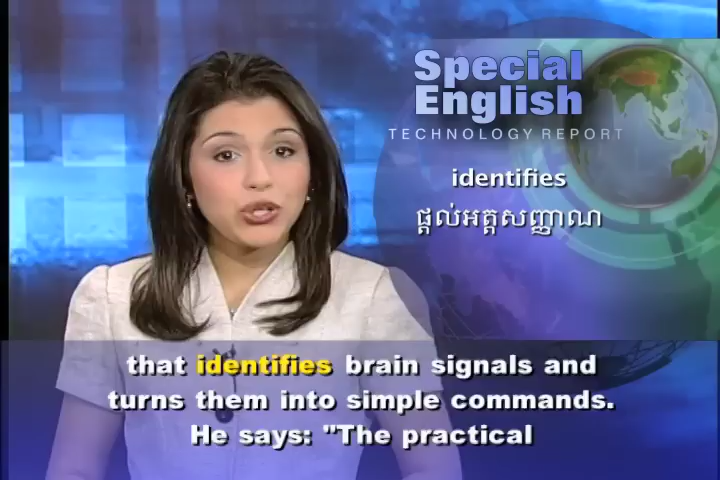 Special
English
TECHNOLOGY REPORT
identifies
ផ្តល់អត្តសញ្ញាណ
that identifies brain signals and
turns them into simple commands.
He says: "The practical